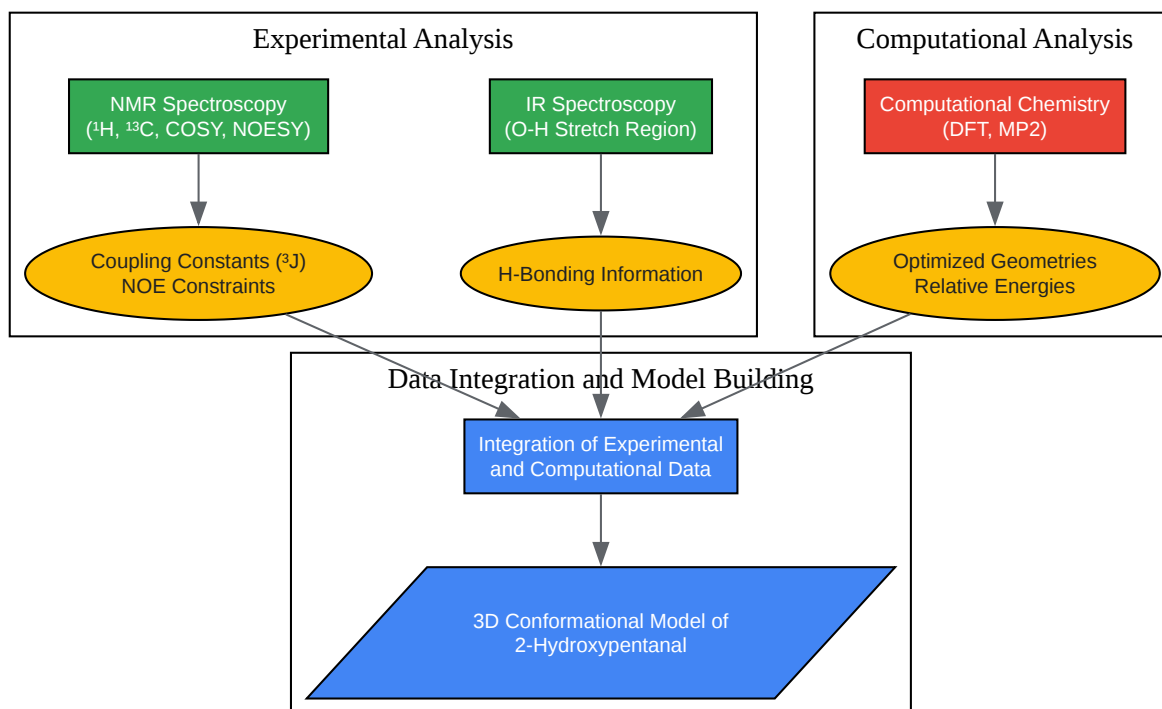 Experimental Analysis
Computational Analysis
NMR Spectroscopy
(¹H, ¹³C, COSY, NOESY)
IR Spectroscopy
(O-H Stretch Region)
Computational Chemistry
(DFT, MP2)
Coupling Constants (³J)
NOE Constraints
H-Bonding Information
Optimized Geometries
Relative Energies
Data Integration and Model Building
Integration of Experimental
and Computational Data
3D Conformational Model of
2-Hydroxypentanal